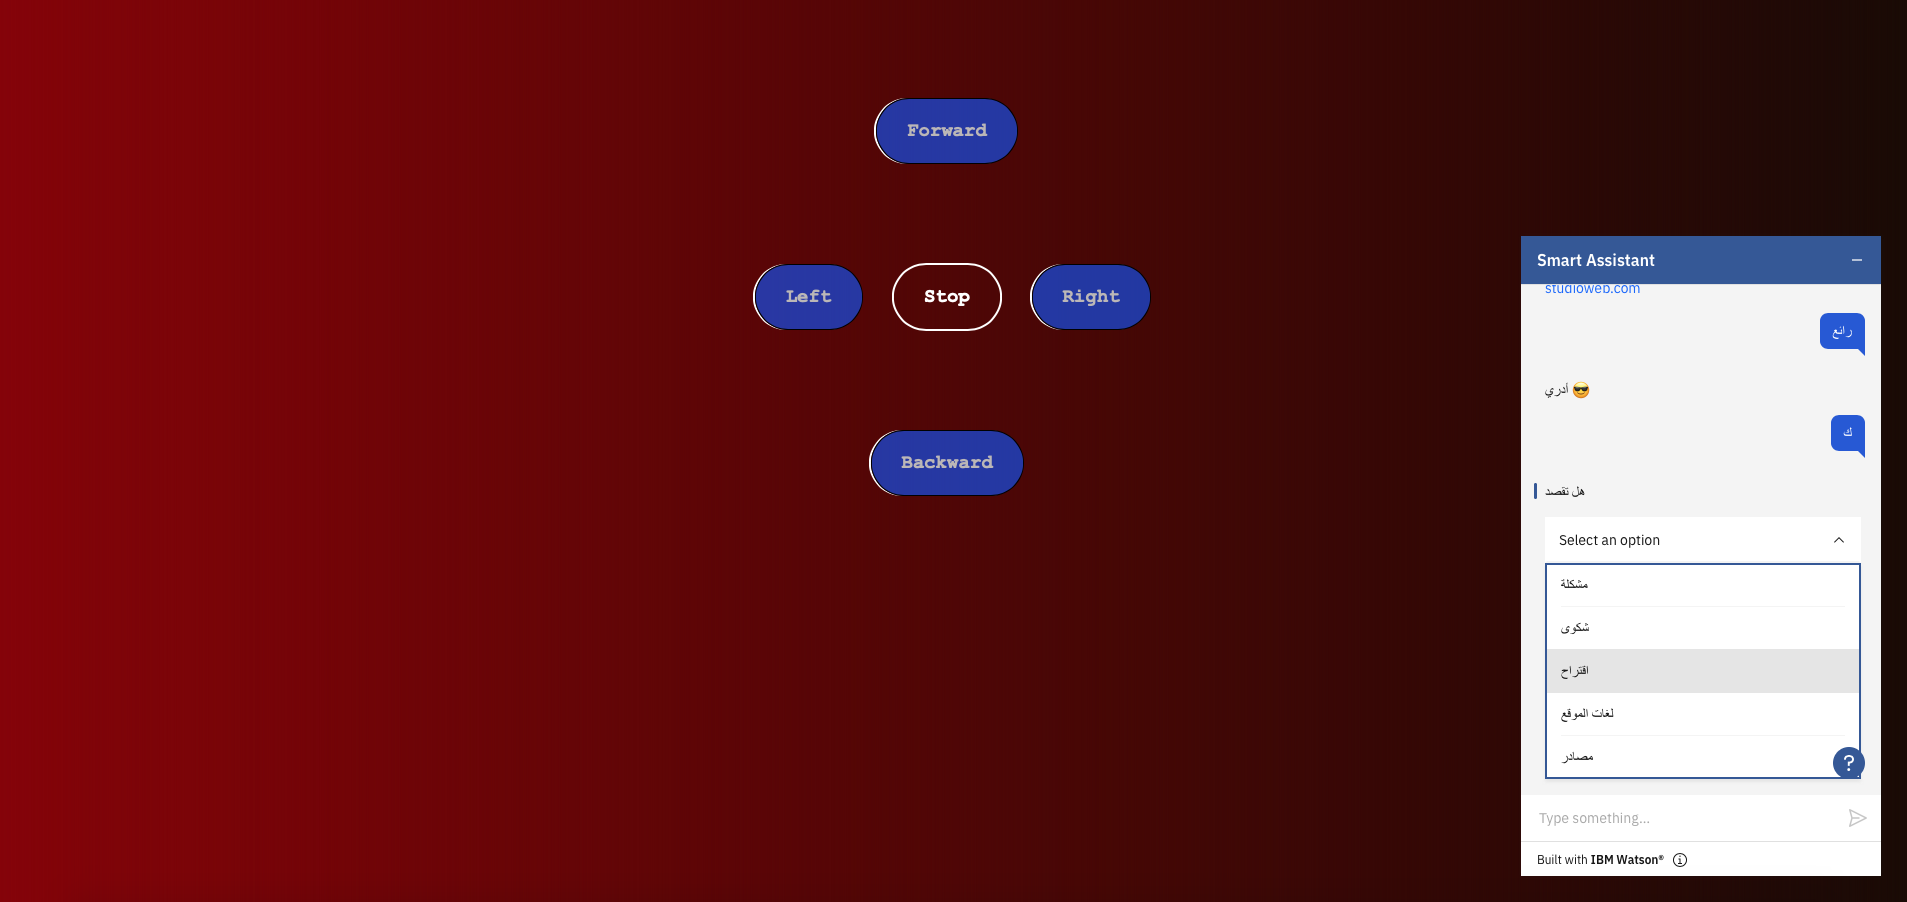 Forward
Left
Stop
Right
Backward
Smart Assistant
studioweb.com
رائع
أدري 😎
ك
هل تقصد
Select an option
مشكلة
شكوى
اقتراح
لغات الموقع
مصادر
?
Type something...
Built with IBM Watson®